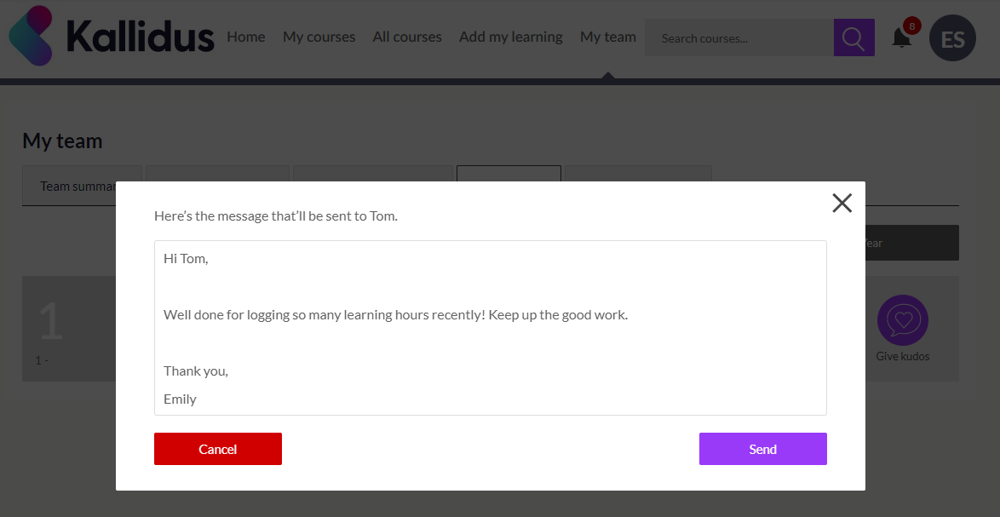 Kallidus
Home My courses All courses Add my learning My team Search courses... 8 ES
My team
Team summar
Here's the message that'll be sent to Tom.
Hi Tom,
Well done for logging so many learning hours recently! Keep up the good work.
Thank you,
Emily
Cancel Send
Year
1
1 -
Give kudos